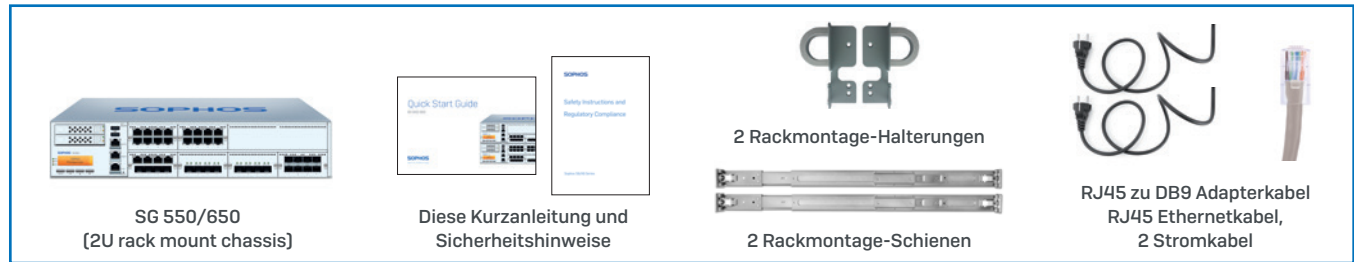 SOPHOS
SOPHOS
SG 550/650
(2U rack mount chassis)
Quick Start Guide
SOPHOS
SOPHOS
Safety Instructions and
Regulatory Compliance
Diese Kurzanleitung und
Sicherheitshinweise
2 Rackmontage-Halterungen
2 Rackmontage-Schienen
RJ45 zu DB9 Adapterkabel
RJ45 Ethernetkabel,
2 Stromkabel